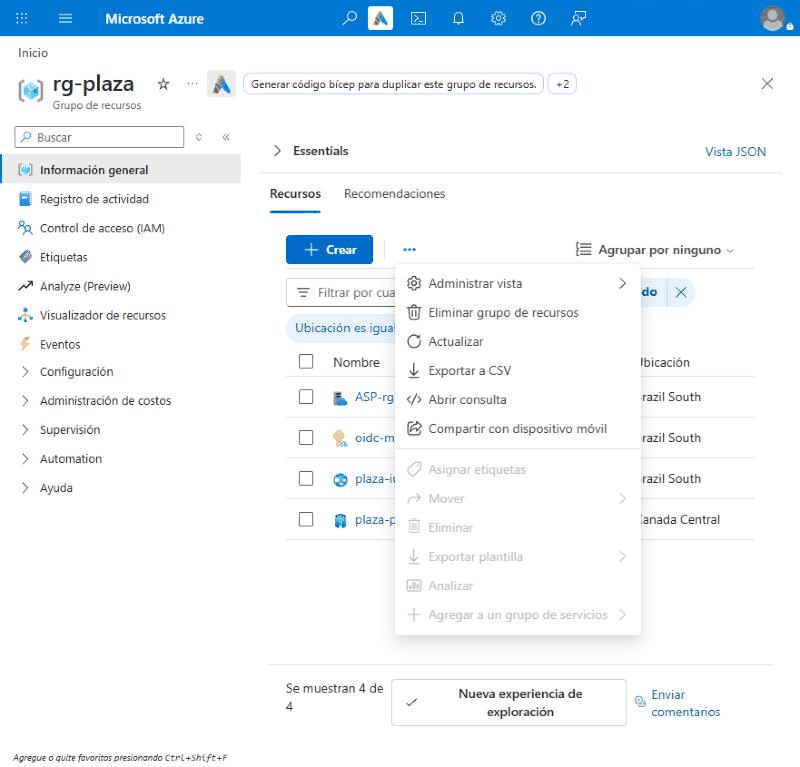 Microsoft Azure
Inicio
rg-plaza
Grupo de recursos
Generar código bícep para duplicar este grupo de recursos.
+2
Buscar
Información general
Registro de actividad
Control de acceso (IAM)
Etiquetas
Analyze (Preview)
Visualizador de recursos
Eventos
Configuración
Administración de costos
Supervisión
Automation
Ayuda
Essentials
Vista JSON
Recursos
Recomendaciones
Crear
Agrupar por ninguno
Filtrar por cua
do
Ubicación es igual
Nombre
Ubicación
ASP-rg
Brazil South
oidc-m
Brazil South
plaza-iu
Brazil South
plaza-p
Canada Central
Administrar vista
Eliminar grupo de recursos
Actualizar
Exportar a CSV
Abrir consulta
Compartir con dispositivo móvil
Asignar etiquetas
Mover
Eliminar
Exportar plantilla
Analizar
Agregar a un grupo de servicios
Se muestran 4 de
4
Nueva experiencia de
exploración
Enviar
comentarios
Agregue o quite favoritos presionando Ctrl+Shift+F